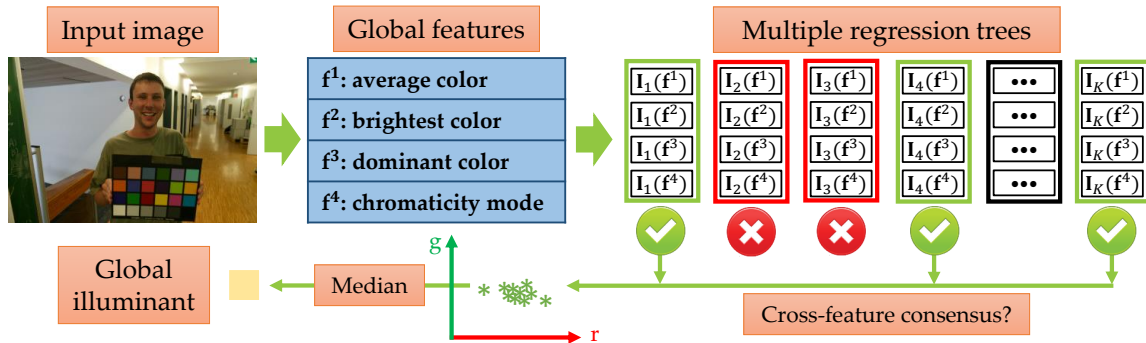 Input image
Global features
Multiple regression trees
f¹: average color
f²: brightest color
f³: dominant color
f⁴: chromaticity mode
I₁(f¹) I₂(f¹) I₃(f¹) I₄(f¹) ••• I_K(f¹)
I₁(f²) I₂(f²) I₃(f²) I₄(f²) ••• I_K(f²)
I₁(f³) I₂(f³) I₃(f³) I₄(f³) ••• I_K(f³)
I₁(f⁴) I₂(f⁴) I₃(f⁴) I₄(f⁴) ••• I_K(f⁴)
Global
illuminant
Median
g
r
Cross-feature consensus?